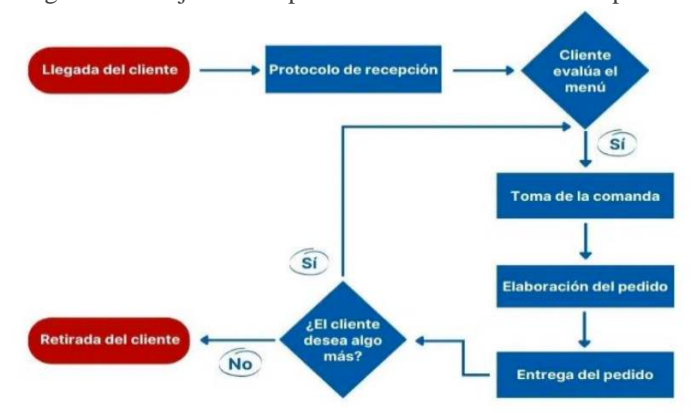 Llegada del cliente
Protocolo de recepción
Cliente
evalúa el
menú
Sí
Toma de la comanda
Elaboración del pedido
Entrega del pedido
¿El cliente
desea algo
más?
Sí
No
Retirada del cliente